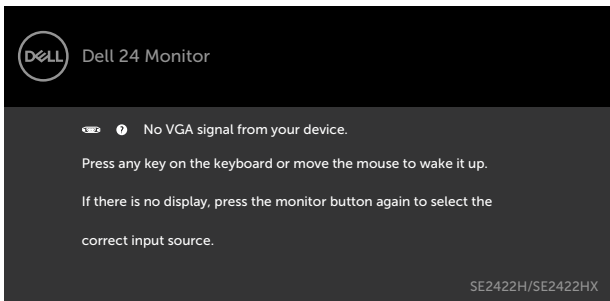 DELL
Dell 24 Monitor
? No VGA signal from your device.
Press any key on the keyboard or move the mouse to wake it up.
If there is no display, press the monitor button again to select the
correct input source.
SE2422H/SE2422HX